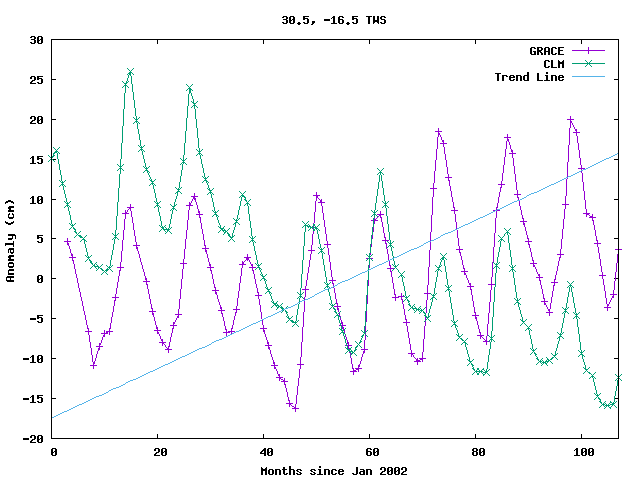 30.5, -16.5 TWS
GRACE
CLM
Trend Line
30
25
20
15
10
5
0
-5
-10
-15
-20
Anomaly (cm)
0 20 40 60 80 100
Months since Jan 2002